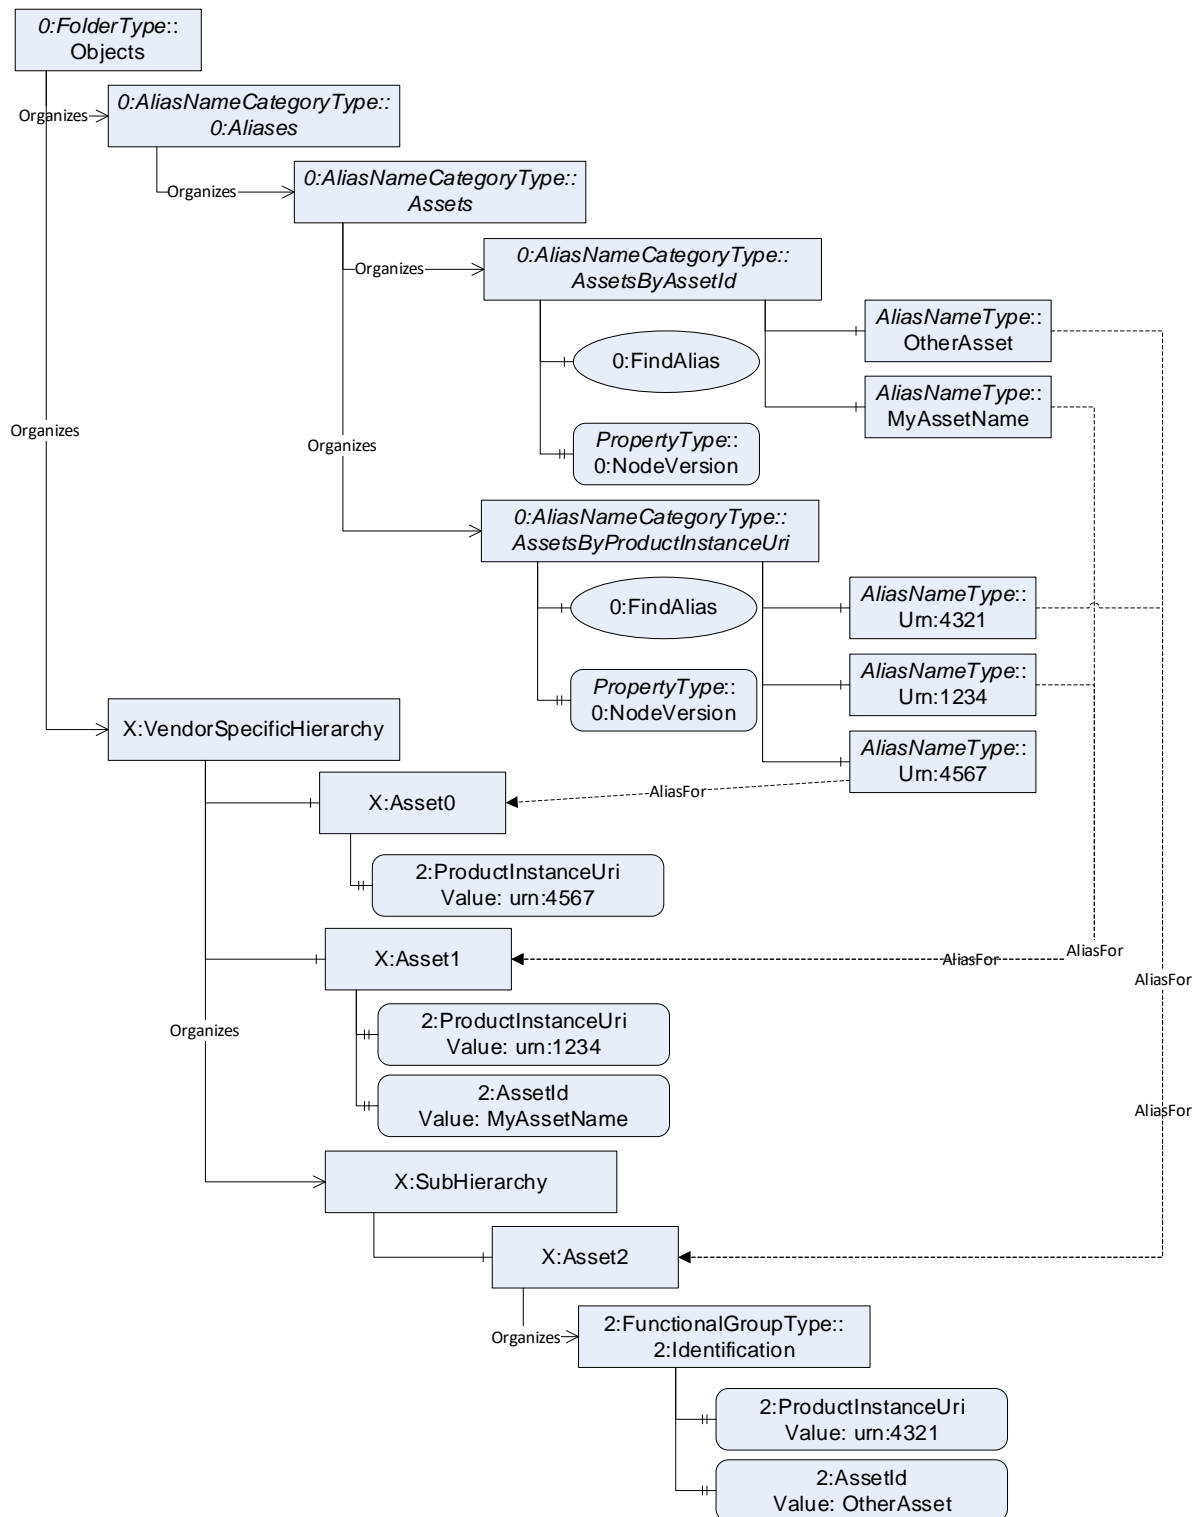 0:FolderType::
Objects
Organizes
0:AliasNameCategoryType::
0:Aliases
Organizes
0:AliasNameCategoryType::
Assets
Organizes
0:AliasNameCategoryType::
AssetsByAssetId
AliasNameType::
OtherAsset
0:FindAlias
AliasNameType::
MyAssetName
Organizes
Organizes
PropertyType::
0:NodeVersion
0:AliasNameCategoryType::
AssetsByProductInstanceUri
AliasNameType::
Urn:4321
0:FindAlias
AliasNameType::
Urn:1234
PropertyType::
0:NodeVersion
X:VendorSpecificHierarchy
AliasNameType::
Urn:4567
AliasFor
X:Asset0
2:ProductInstanceUri
Value: urn:4567
X:Asset1
AliasFor
AliasFor
AliasFor
2:ProductInstanceUri
Value: urn:1234
Organizes
2:AssetId
Value: MyAssetName
AliasFor
X:SubHierarchy
X:Asset2
Organizes
2:FunctionalGroupType::
2:Identification
2:ProductInstanceUri
Value: urn:4321
2:AssetId
Value: OtherAsset